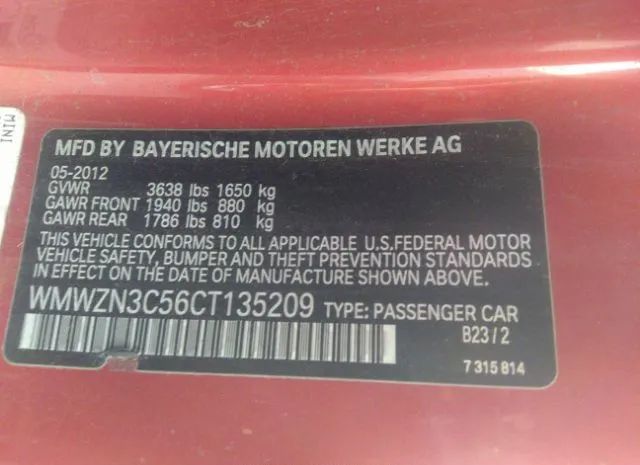 MINI
MFD BY BAYERISCHE MOTOREN WERKE AG
05-2012
GVWR 3638 lbs 1650 kg
GAWR FRONT 1940 lbs 880 kg
GAWR REAR 1786 lbs 810 kg
THIS VEHICLE CONFORMS TO ALL APPLICABLE U.S.FEDERAL MOTOR
VEHICLE SAFETY, BUMPER AND THEFT PREVENTION STANDARDS
IN EFFECT ON THE DATE OF MANUFACTURE SHOWN ABOVE.
WMWZN3C56CT135209 TYPE: PASSENGER CAR
B23/2
7 315 814